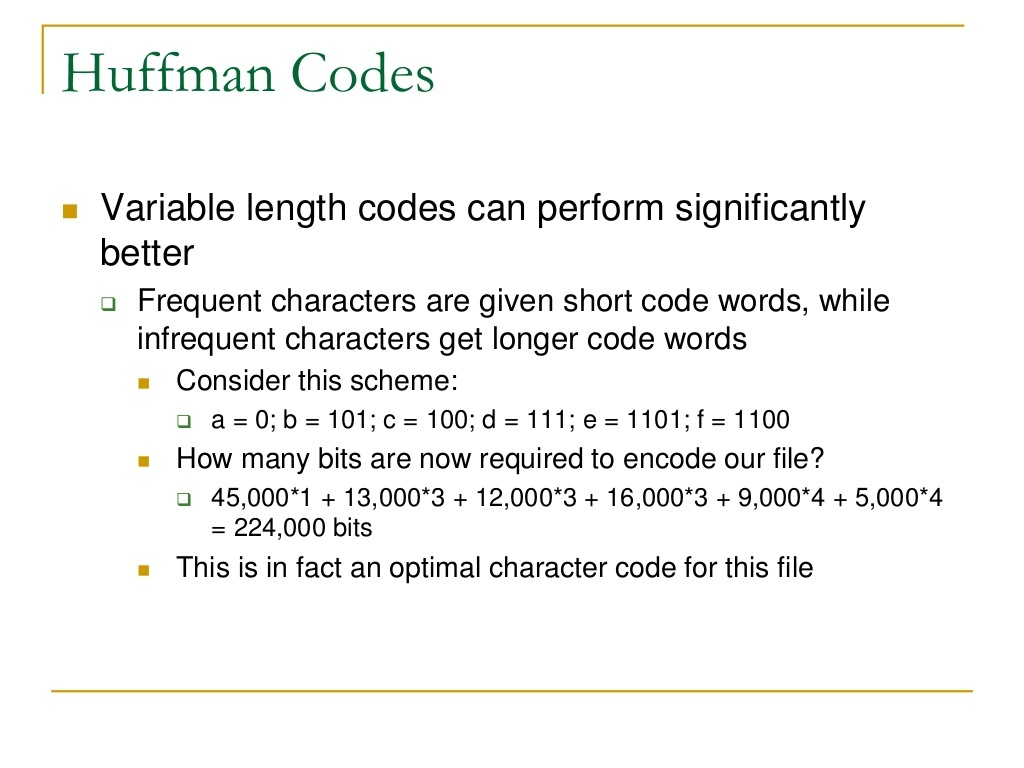 Huffman Codes
Variable length codes can perform significantly
better
Frequent characters are given short code words, while
infrequent characters get longer code words
Consider this scheme:
a = 0; b = 101; c = 100; d = 111; e = 1101; f = 1100
How many bits are now required to encode our file?
45,000*1 + 13,000*3 + 12,000*3 + 16,000*3 + 9,000*4 + 5,000*4
= 224,000 bits
This is in fact an optimal character code for this file